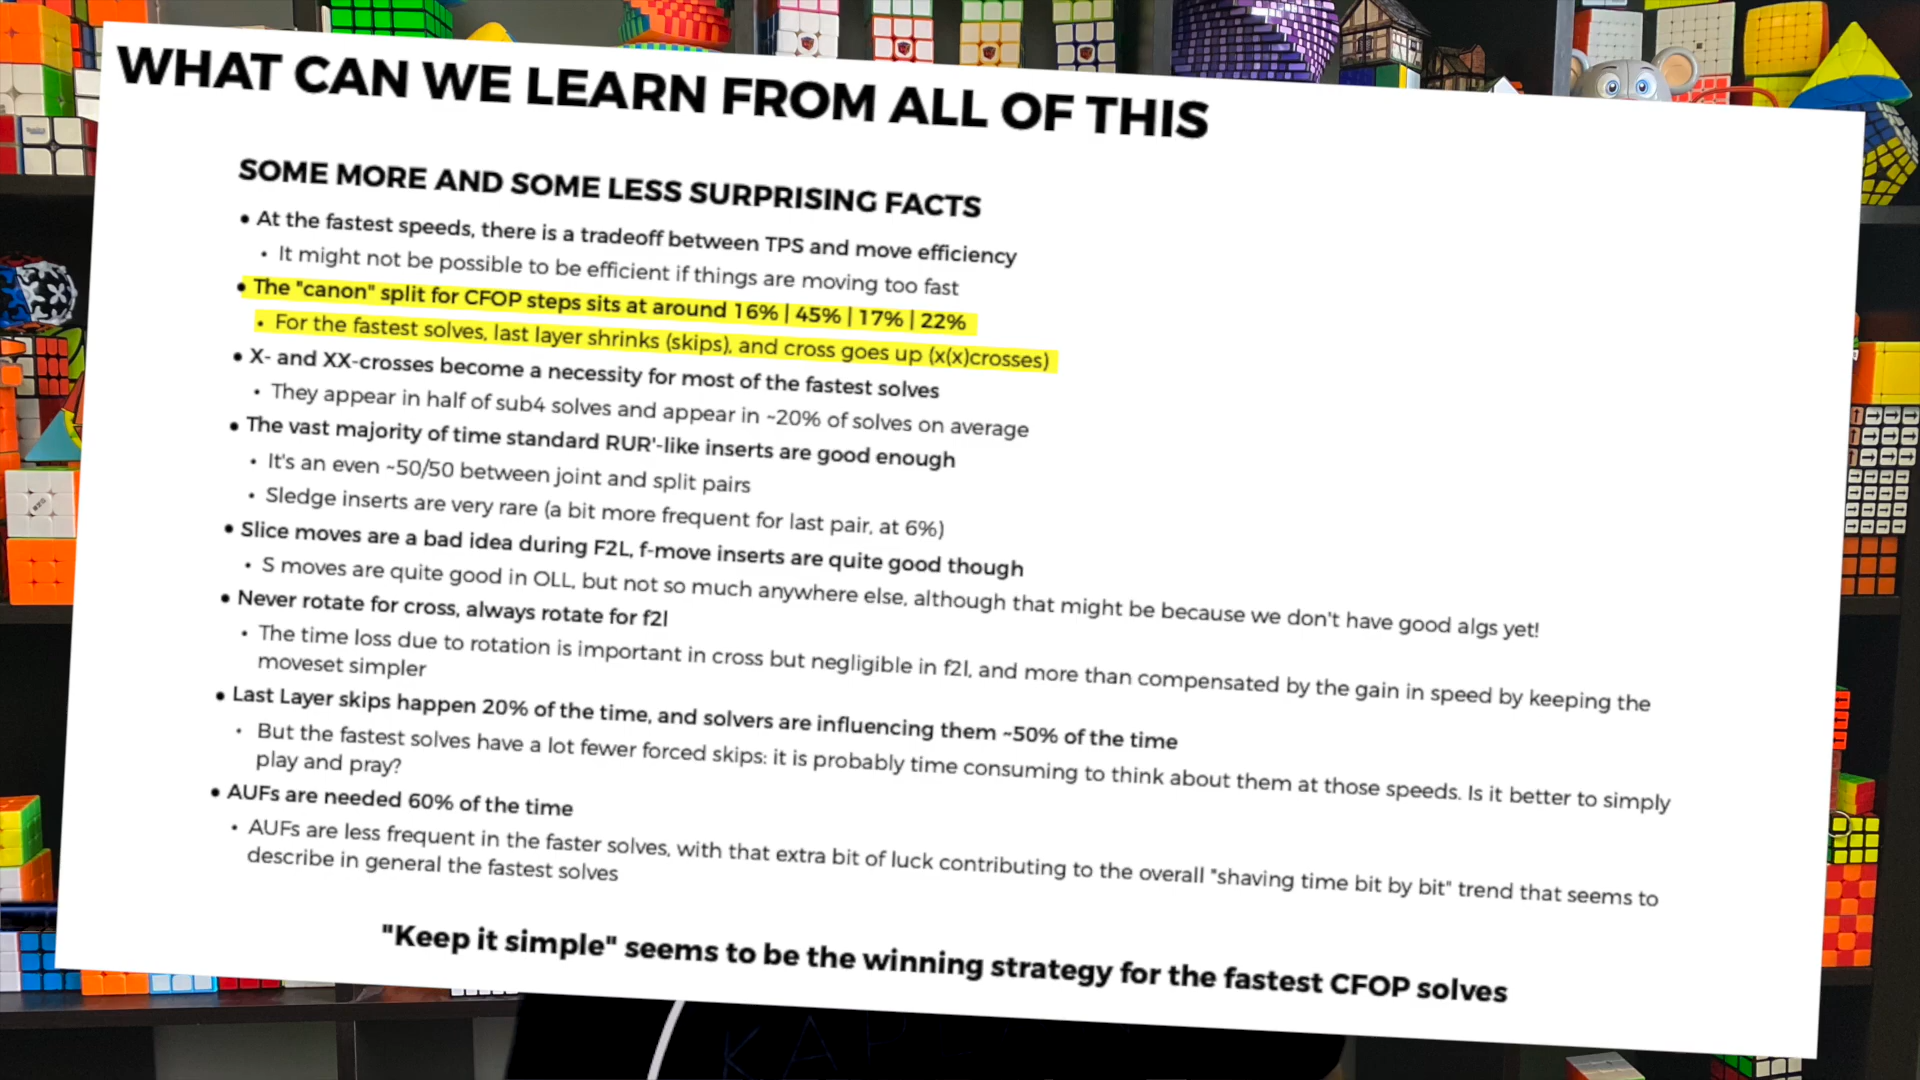 WHAT CAN WE LEARN FROM ALL OF THIS
SOME MORE AND SOME LESS SURPRISING FACTS
• At the fastest speeds, there is a tradeoff between TPS and move efficiency
• It might not be possible to be efficient if things are moving too fast
• The "canon" split for CFOP steps sits at around 16% | 45% | 17% | 22%
• For the fastest solves, last layer shrinks (skips), and cross goes up (x(x)crosses)
• X- and XX-crosses become a necessity for most of the fastest solves
• They appear in half of sub4 solves and appear in ~20% of solves on average
• The vast majority of time standard RUR'-like inserts are good enough
• It's an even ~50/50 between joint and split pairs
• Sledge inserts are very rare (a bit more frequent for last pair, at 6%)
• Slice moves are a bad idea during F2L, f-move inserts are quite good though
• S moves are quite good in OLL, but not so much anywhere else, although that might be because we don't have good algs yet!
• Never rotate for cross, always rotate for f2l
• The time loss due to rotation is important in cross but negligible in f2l, and more than compensated by the gain in speed by keeping the
moveset simpler
• Last Layer skips happen 20% of the time, and solvers are influencing them ~50% of the time
• But the fastest solves have a lot fewer forced skips: it is probably time consuming to think about them at those speeds. Is it better to simply
play and pray?
• AUFs are needed 60% of the time
• AUFs are less frequent in the faster solves, with that extra bit of luck contributing to the overall "shaving time bit by bit" trend that seems to
describe in general the fastest solves
"Keep it simple" seems to be the winning strategy for the fastest CFOP solves